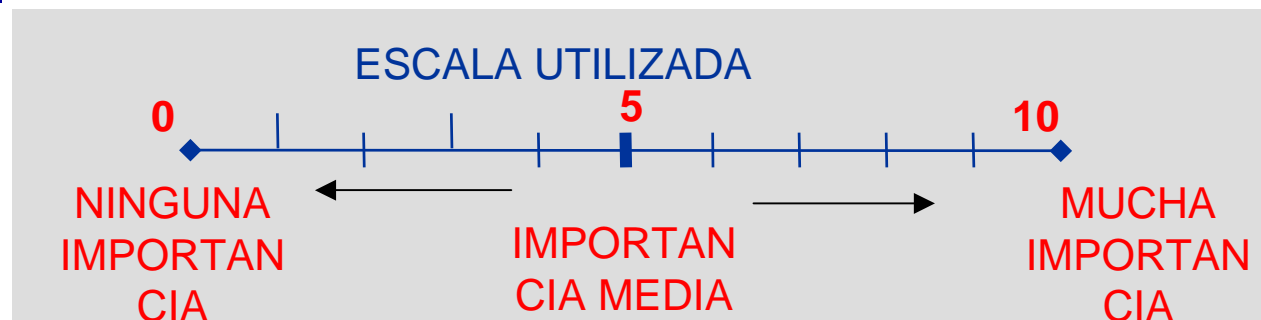 ESCALA UTILIZADA
0
5
10
NINGUNA
IMPORTAN
CIA
IMPORTAN
CIA MEDIA
MUCHA
IMPORTAN
CIA